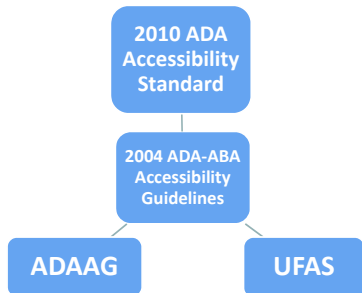 2010 ADA
Accessibility
Standard
2004 ADA-ABA
Accessibility
Guidelines
ADAAG
UFAS